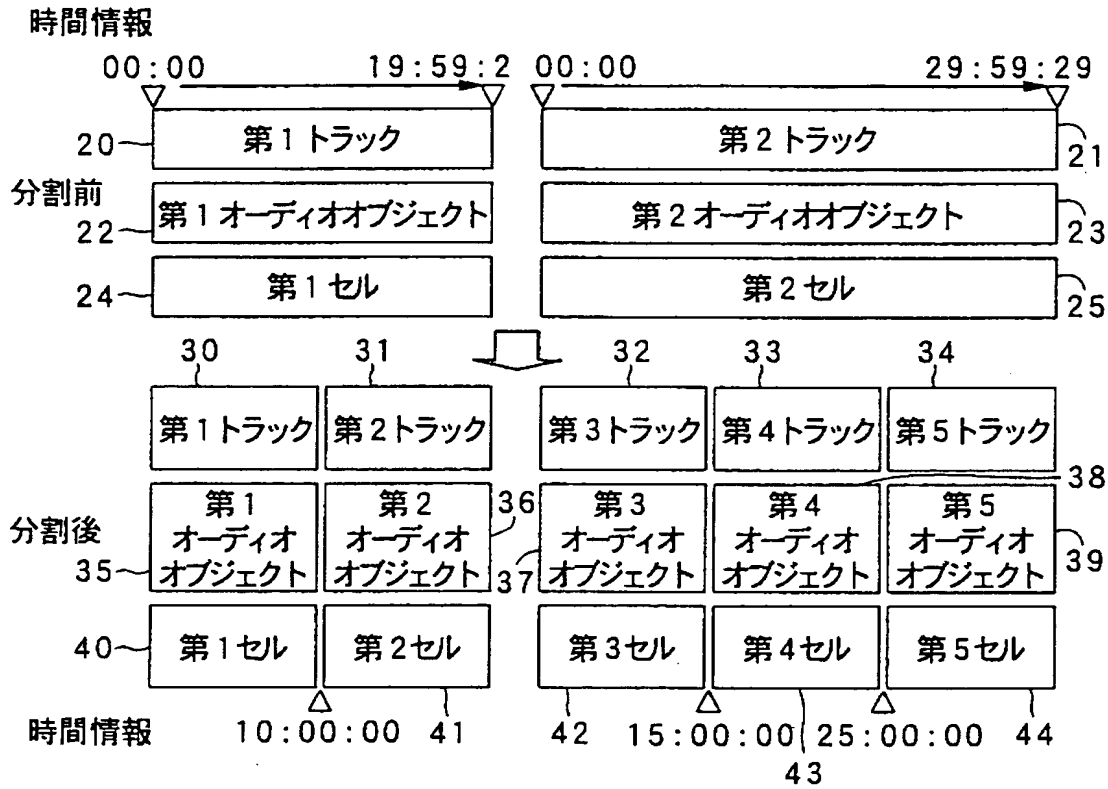 時間情報
00:00 19:59:2 00:00 29:59:29
20 第1トラック 第2トラック 21
分割前
22 第1オーディオオブジェクト 第2オーディオオブジェクト 23
24 第1セル 第2セル 25
30 31 32 33 34
第1トラック 第2トラック 第3トラック 第4トラック 第5トラック
38
分割後
第1 第2 36 第3 第4 第5
オーディオ オーディオ オーディオ オーディオ オーディオ
35 オブジェクト オブジェクト 37 オブジェクト オブジェクト オブジェクト 39
40 第1セル 第2セル 第3セル 第4セル 第5セル
時間情報 10:00:00 41 42 15:00:00 25:00:00 44
43